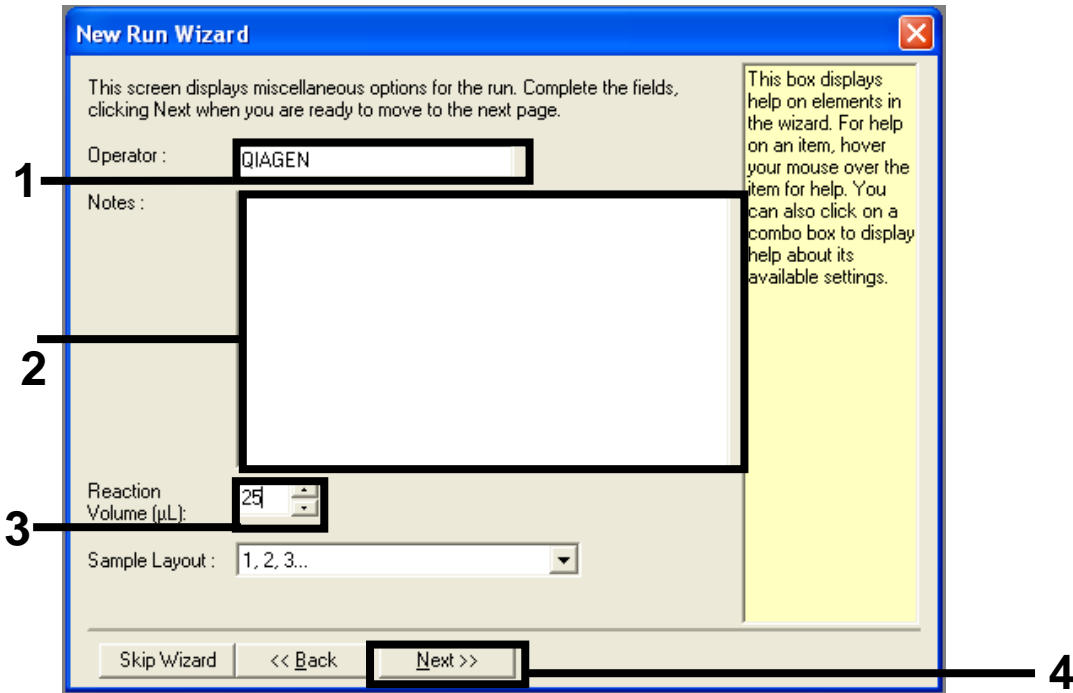 New Run Wizard
This screen displays miscellaneous options for the run. Complete the fields,
clicking Next when you are ready to move to the next page.
This box displays
help on elements in
the wizard. For help
on an item, hover
your mouse over the
item for help. You
can also click on a
combo box to display
help about its
available settings.
Operator :
QIAGEN
1
Notes :
2
Reaction
Volume (µL):
25
3
Sample Layout :
1, 2, 3...
Skip Wizard
<< Back
Next >>
4